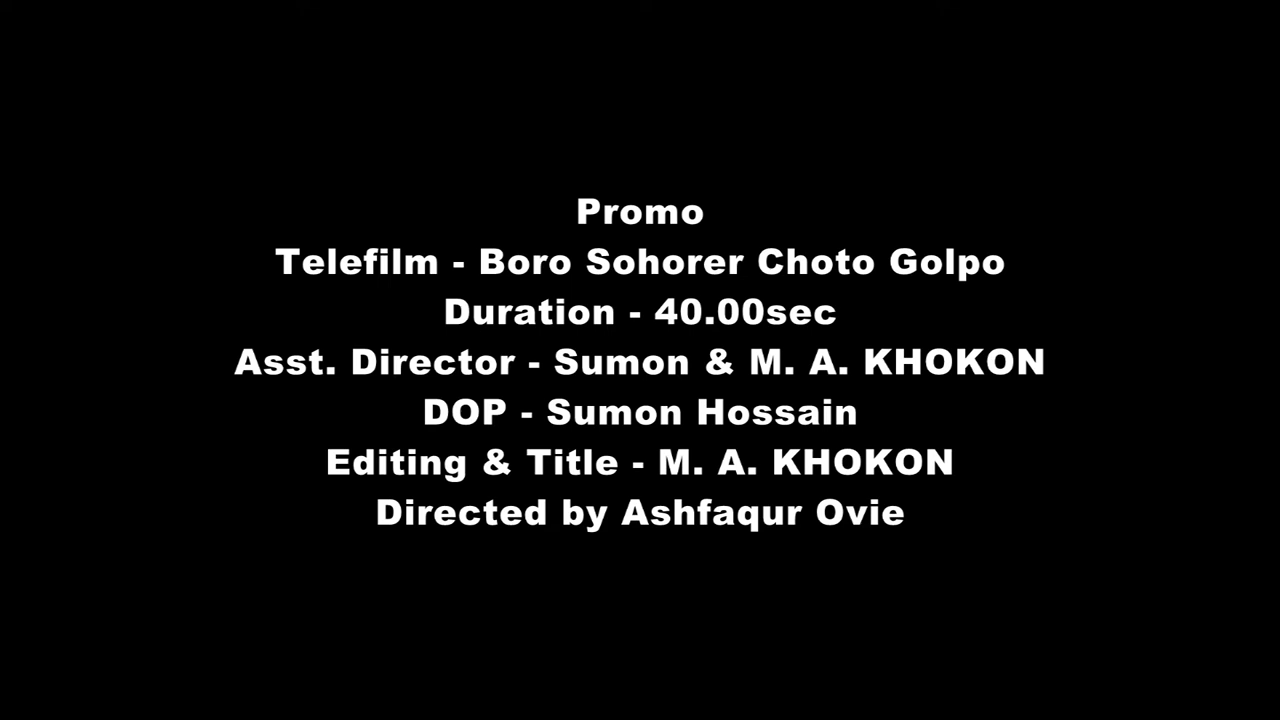 Promo
Telefilm - Boro Sohorer Choto Golpo
Duration - 40.00sec
Asst. Director - Sumon & M. A. KHOKON
DOP - Sumon Hossain
Editing & Title - M. A. KHOKON
Directed by Ashfaqur Ovie